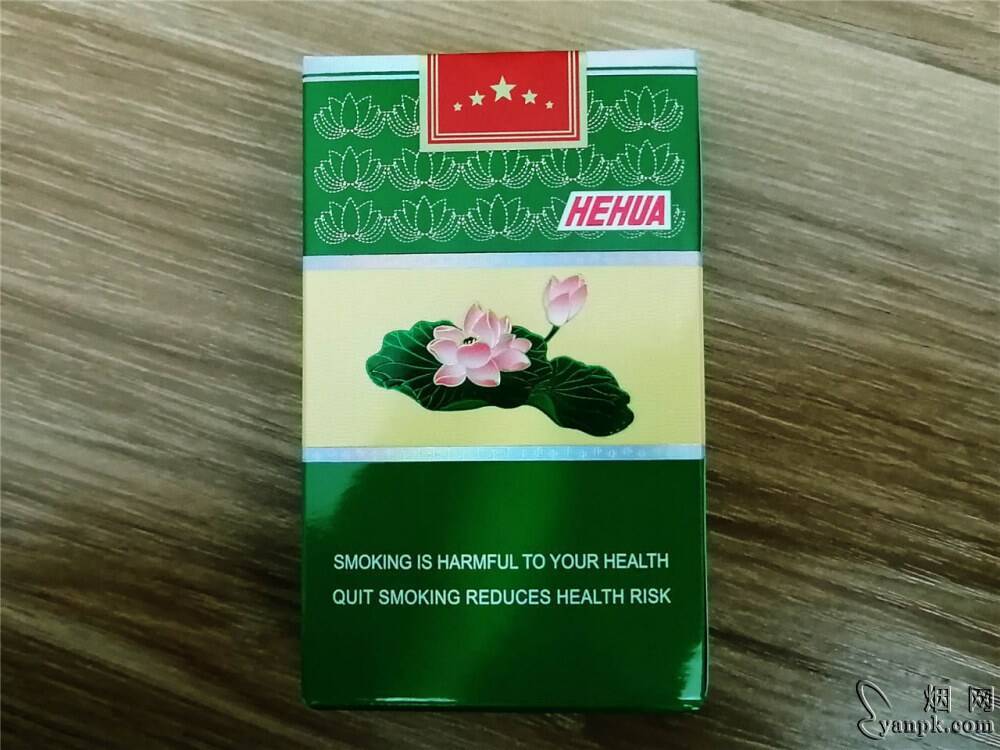 HEHUA
SMOKING IS HARMFUL TO YOUR HEALTH
QUIT SMOKING REDUCES HEALTH RISK
烟网
yanpk.com